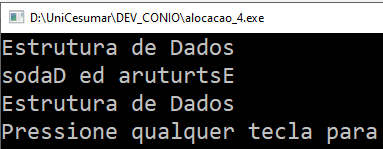 D:\UniCesumar\DEV_CONIO\alocacao_4.exe
Estrutura de Dados
sodaD ed aruturtsE
Estrutura de Dados
Pressione qualquer tecla para